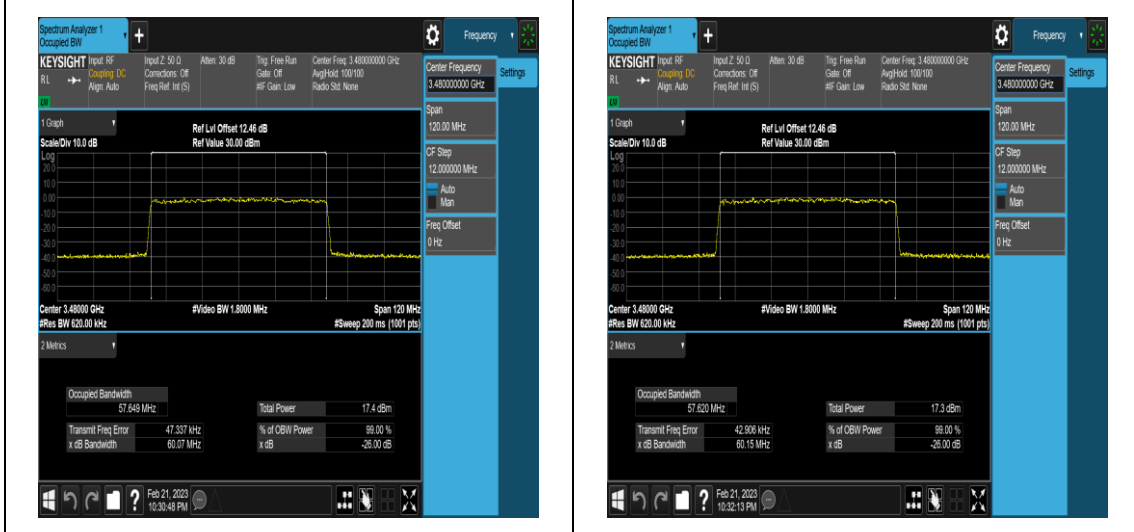 Spectrum Analyzer 1
Occupied BW
+
Frequency
KEYSIGHT Input: RF Input Z: 50 Ω Atten: 30 dB Trig: Free Run Center Freq: 3.480000000 GHz
RL Coupling: DC Corrections: Off Gate: Off Avg|Hold: 100/100
Align: Auto Freq Ref: Int (S) #IF Gain: Low Radio Std: None
LXI
Center Frequency
3.480000000 GHz
Settings
Span
120.00 MHz
CF Step
12.000000 MHz
Auto
Man
Freq Offset
0 Hz
1 Graph
Ref Lvl Offset 12.46 dB
Scale/Div 10.0 dB Ref Value 30.00 dBm
Log
20.0
10.0
0.00
-10.0
-20.0
-30.0
-40.0
-50.0
-60.0
Center 3.48000 GHz #Video BW 1.8000 MHz Span 120 MHz
#Res BW 620.00 kHz #Sweep 200 ms (1001 pts)
2 Metrics
Occupied Bandwidth
57.649 MHz Total Power 17.4 dBm
Transmit Freq Error 47.337 kHz % of OBW Power 99.00 %
x dB Bandwidth 60.07 MHz x dB -26.00 dB
? Feb 21, 2023
10:30:48 PM
Spectrum Analyzer 1
Occupied BW
+
Frequency
KEYSIGHT Input: RF Input Z: 50 Ω Atten: 30 dB Trig: Free Run Center Freq: 3.480000000 GHz
RL Coupling: DC Corrections: Off Gate: Off Avg|Hold: 100/100
Align: Auto Freq Ref: Int (S) #IF Gain: Low Radio Std: None
LXI
Center Frequency
3.480000000 GHz
Settings
Span
120.00 MHz
CF Step
12.000000 MHz
Auto
Man
Freq Offset
0 Hz
1 Graph
Ref Lvl Offset 12.46 dB
Scale/Div 10.0 dB Ref Value 30.00 dBm
Log
20.0
10.0
0.00
-10.0
-20.0
-30.0
-40.0
-50.0
-60.0
Center 3.48000 GHz #Video BW 1.8000 MHz Span 120 MHz
#Res BW 620.00 kHz #Sweep 200 ms (1001 pts)
2 Metrics
Occupied Bandwidth
57.620 MHz Total Power 17.3 dBm
Transmit Freq Error 42.906 kHz % of OBW Power 99.00 %
x dB Bandwidth 60.15 MHz x dB -26.00 dB
? Feb 21, 2023
10:32:13 PM